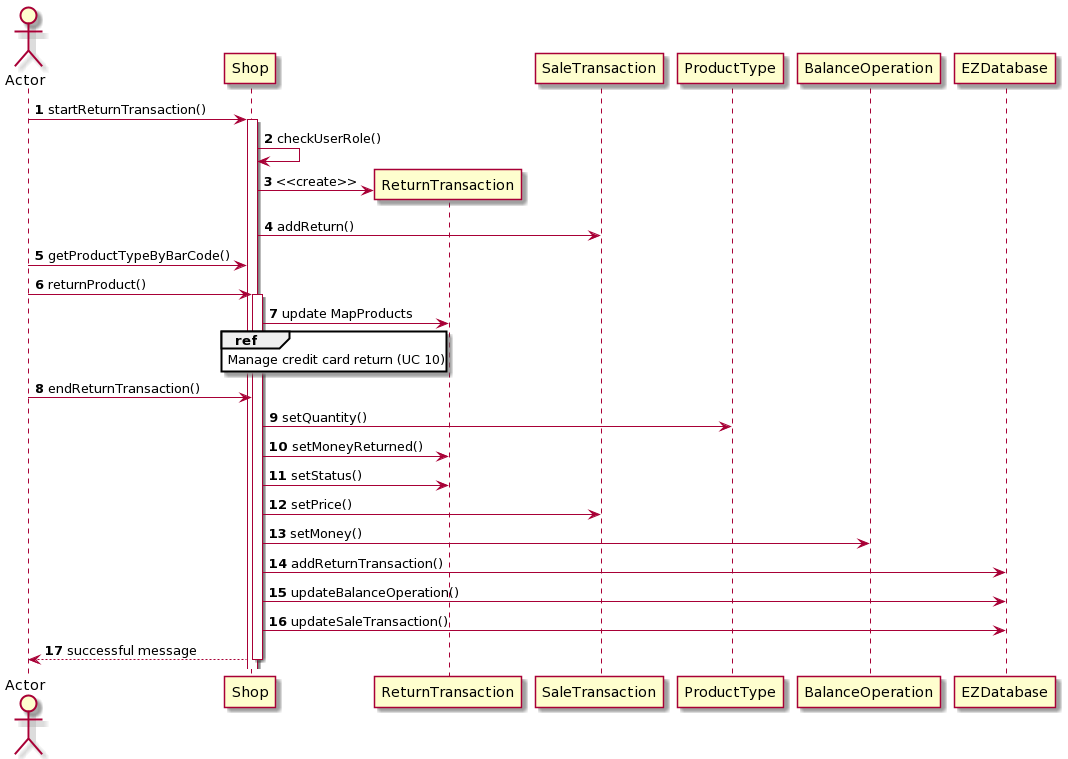 Actor
Shop
SaleTransaction
ProductType
BalanceOperation
EZDatabase
1 startReturnTransaction()
2 checkUserRole()
3 <<create>>
ReturnTransaction
4 addReturn()
5 getProductTypeByBarCode()
6 returnProduct()
7 update MapProducts
ref
Manage credit card return (UC 10)
8 endReturnTransaction()
9 setQuantity()
10 setMoneyReturned()
11 setStatus()
12 setPrice()
13 setMoney()
14 addReturnTransaction()
15 updateBalanceOperation()
16 updateSaleTransaction()
17 successful message
Actor
Shop
ReturnTransaction
SaleTransaction
ProductType
BalanceOperation
EZDatabase